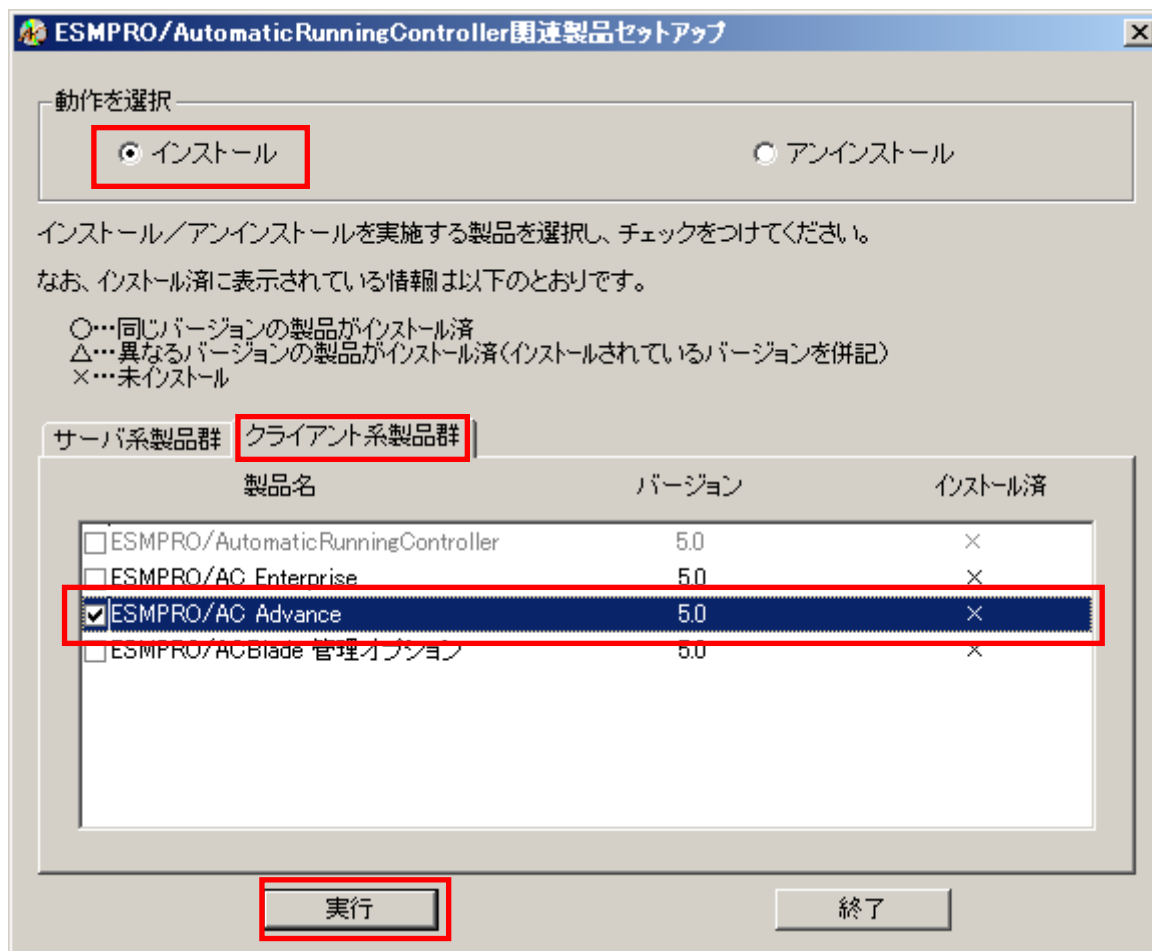 ESMPRO/AutomaticRunningController関連製品セットアップ
動作を選択
インストール
アンインストール
インストール／アンインストールを実施する製品を選択し、チェックをつけてください。
なお、インストール済に表示されている情報は以下のとおりです。
○…同じバージョンの製品がインストール済
△…異なるバージョンの製品がインストール済(インストールされているバージョンを併記)
×…未インストール
サーバ系製品群 クライアント系製品群
製品名 バージョン インストール済
ESMPRO/AutomaticRunningController 5.0 ×
ESMPRO/AC Enterprise 5.0 ×
ESMPRO/AC Advance 5.0 ×
ESMPRO/ACBlade 管理オプション 5.0 ×
実行 終了